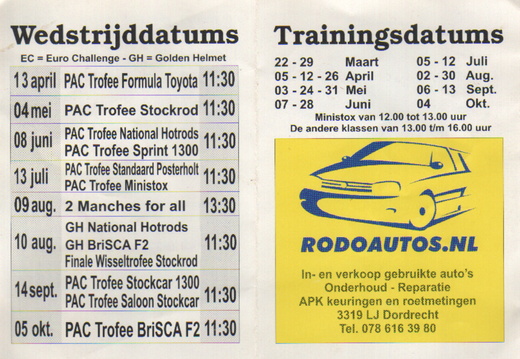 Wedstrijddatums
EC = Euro Challenge - GH = Golden Helmet
13 april PAC Trofee Formula Toyota 11:30
04 mei PAC Trofee Stockrod 11:30
08 juni PAC Trofee National Hotrods
PAC Trofee Sprint 1300 11:30
13 juli PAC Trofee Standaard Posterholt
PAC Trofee Ministox 11:30
09 aug. 2 Manches for all 13:30
GH National Hotrods
10 aug. GH BriSCA F2 11:30
Finale Wisseltrofee Stockrod
14 sept. PAC Trofee Stockcar 1300
PAC Trofee Saloon Stockcar 11:30
05 okt. PAC Trofee BriSCA F2 11:30
Trainingsdatums
22 - 29 Maart 05 - 12 Juli
05 - 12 - 26 April 02 - 30 Aug.
03 - 24 - 31 Mei 06 - 13 Sept.
07 - 28 Juni 04 Okt.
Ministox van 12.00 tot 13.00 uur
De andere klassen van 13.00 t/m 16.00 uur
RODOAUTOS.NL
In- en verkoop gebruikte auto's
Onderhoud - Reparatie
APK keuringen en roetmetingen
3319 LJ Dordrecht
Tel. 078 616 39 80